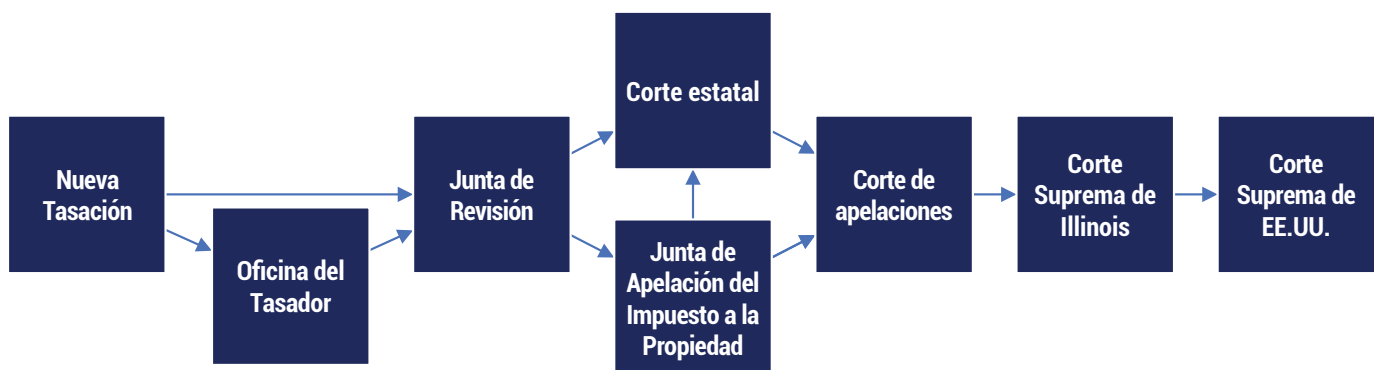 Nueva
Tasación
Oficina del
Tasador
Junta de
Revisión
Corte estatal
Junta de
Apelación del
Impuesto a la
Propiedad
Corte de
apelaciones
Corte
Suprema de
Illinois
Corte
Suprema de
EE.UU.